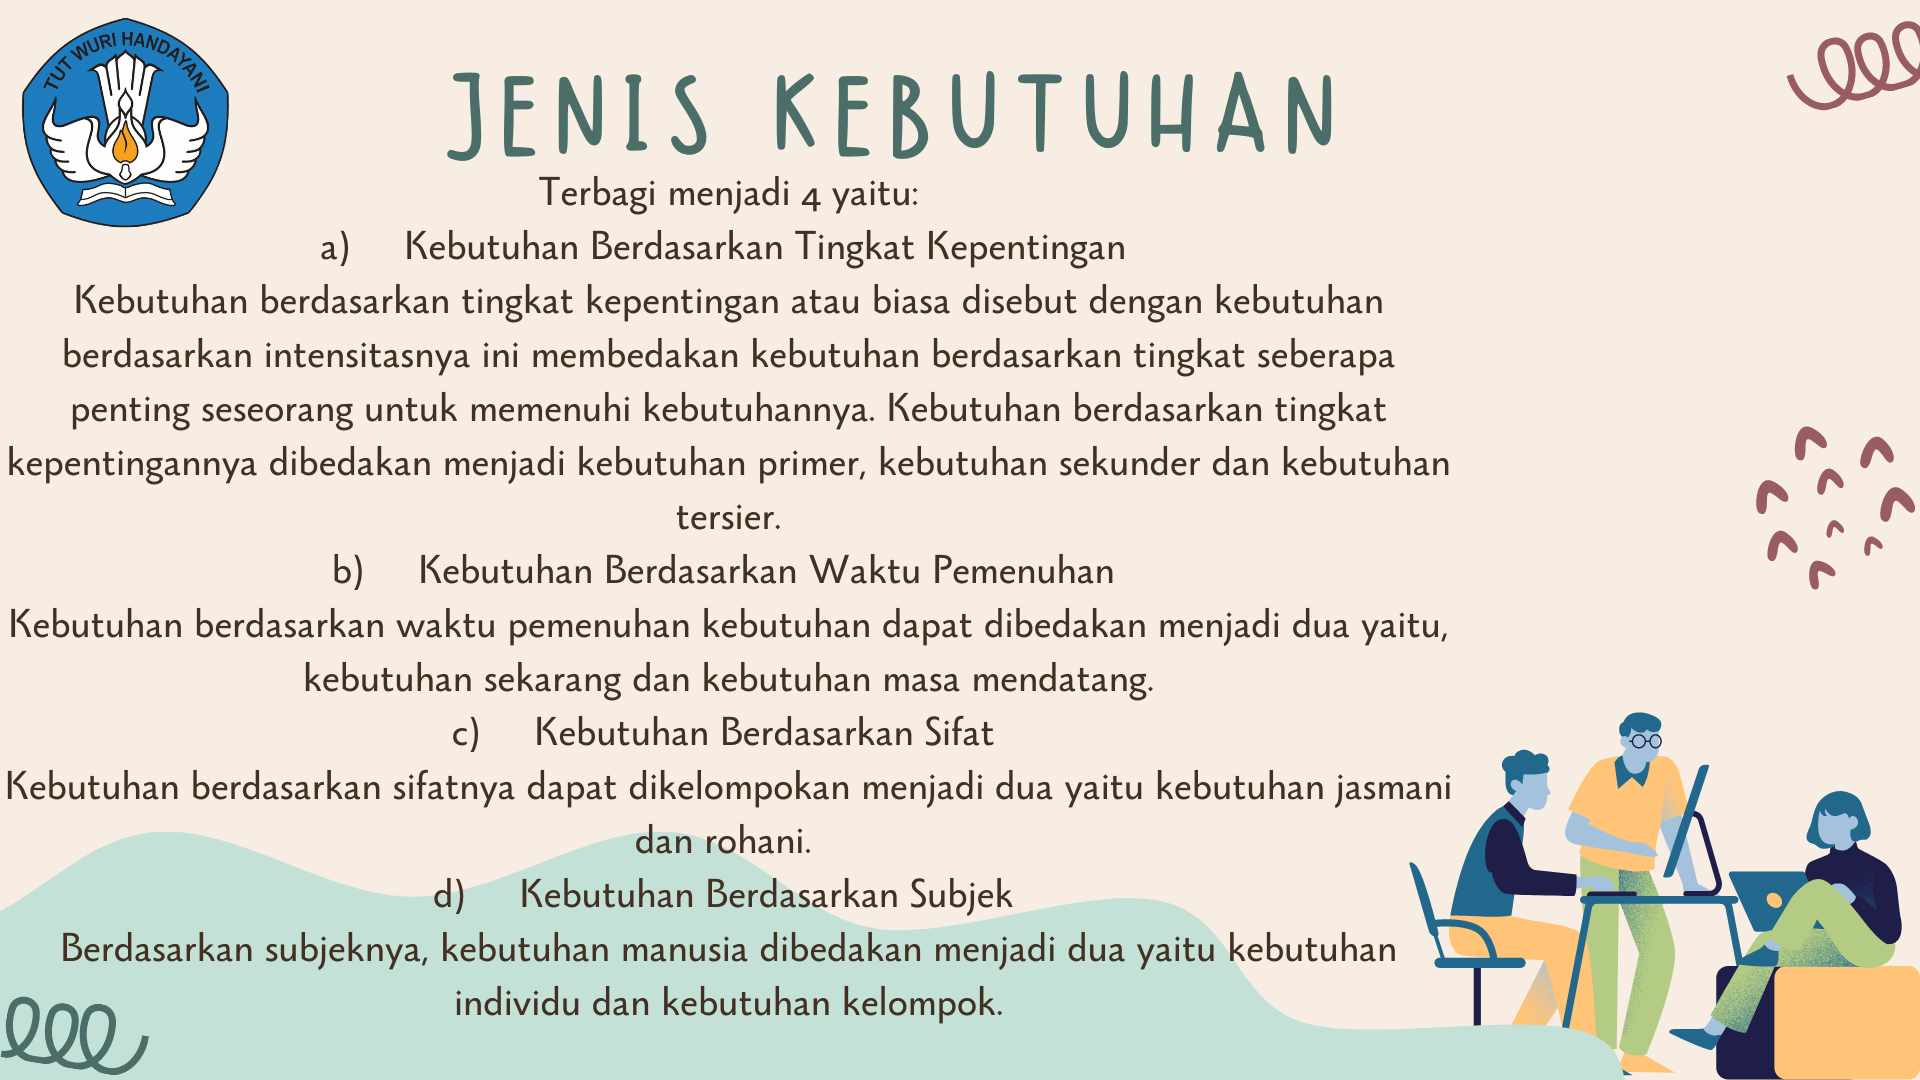 TUT WURI HANDAYANI
JENIS KEBUTUHAN
Terbagi menjadi 4 yaitu:
a) Kebutuhan Berdasarkan Tingkat Kepentingan
Kebutuhan berdasarkan tingkat kepentingan atau biasa disebut dengan kebutuhan
berdasarkan intensitasnya ini membedakan kebutuhan berdasarkan tingkat seberapa
penting seseorang untuk memenuhi kebutuhannya. Kebutuhan berdasarkan tingkat
kepentingannya dibedakan menjadi kebutuhan primer, kebutuhan sekunder dan kebutuhan
tersier.
b) Kebutuhan Berdasarkan Waktu Pemenuhan
Kebutuhan berdasarkan waktu pemenuhan kebutuhan dapat dibedakan menjadi dua yaitu,
kebutuhan sekarang dan kebutuhan masa mendatang.
c) Kebutuhan Berdasarkan Sifat
Kebutuhan berdasarkan sifatnya dapat dikelompokan menjadi dua yaitu kebutuhan jasmani
dan rohani.
d) Kebutuhan Berdasarkan Subjek
Berdasarkan subjeknya, kebutuhan manusia dibedakan menjadi dua yaitu kebutuhan
individu dan kebutuhan kelompok.